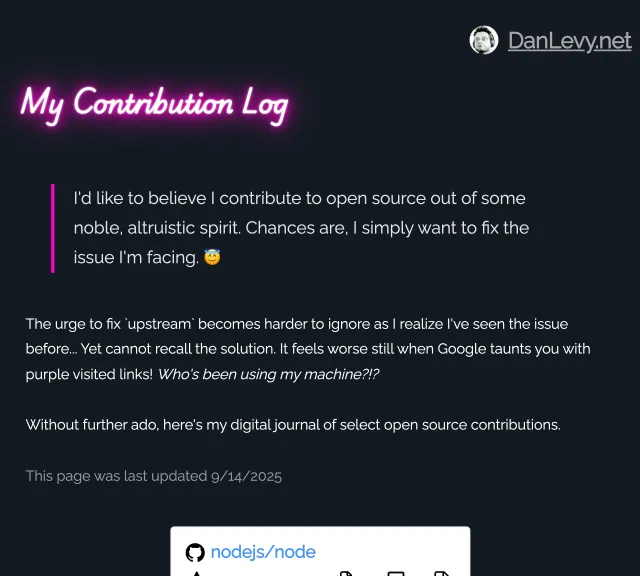 DanLevy.net
My Contribution Log
I'd like to believe I contribute to open source out of some
noble, altruistic spirit. Chances are, I simply want to fix the
issue I'm facing. 😇
The urge to fix `upstream` becomes harder to ignore as I realize I've seen the issue
before... Yet cannot recall the solution. It feels worse still when Google taunts you with
purple visited links! Who's been using my machine?!?
Without further ado, here's my digital journal of select open source contributions.
This page was last updated 9/14/2025
nodejs/node